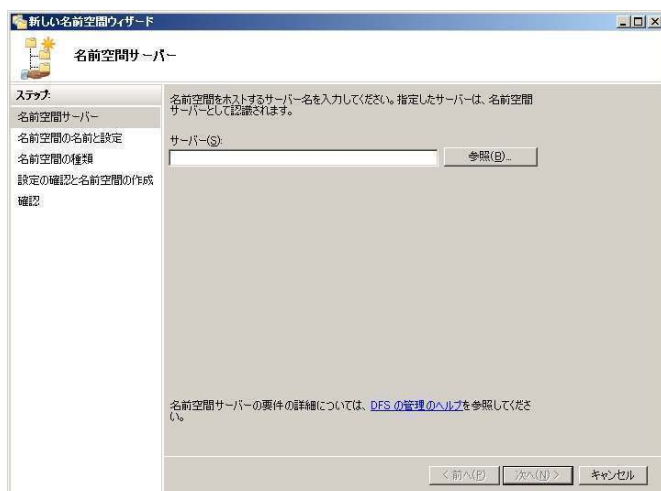 新しい名前空間ウィザード
名前空間サーバー
ステップ:
名前空間サーバー
名前空間の名前と設定
名前空間の種類
設定の確認と名前空間の作成
確認
名前空間をホストするサーバー名を入力してください。指定したサーバーは、名前空間
サーバーとして認識されます。
サーバー(S):
参照(B)...
名前空間サーバーの要件の詳細については、DFS の管理のヘルプを参照してくださ
い。
< 前へ(P)
次へ(N) >
キャンセル